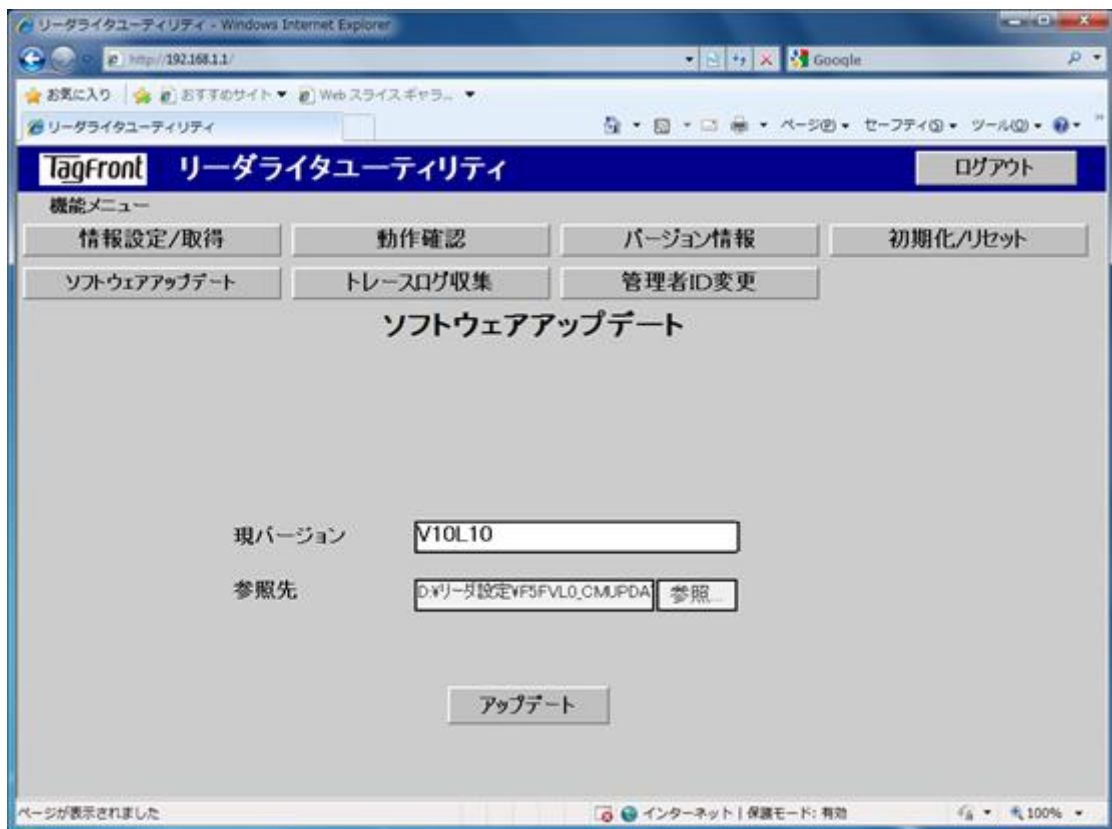 リーダライタユーティリティ - Windows Internet Explorer
http://192.168.1.1/
Google
お気に入り おすすめサイト Web スライス ギャラ...
リーダライタユーティリティ
ページ(P) セーフティ(S) ツール(O)
TagFront リーダライタユーティリティ ログアウト
機能メニュー
情報設定/取得 動作確認 バージョン情報 初期化/リセット
ソフトウェアアップデート トレースログ収集 管理者ID変更
ソフトウェアアップデート
現バージョン V10L10
参照先 D:¥リーダ設定¥F5FVL0_CMUPDA 参照...
アップデート
ページが表示されました インターネット | 保護モード: 有効 100%